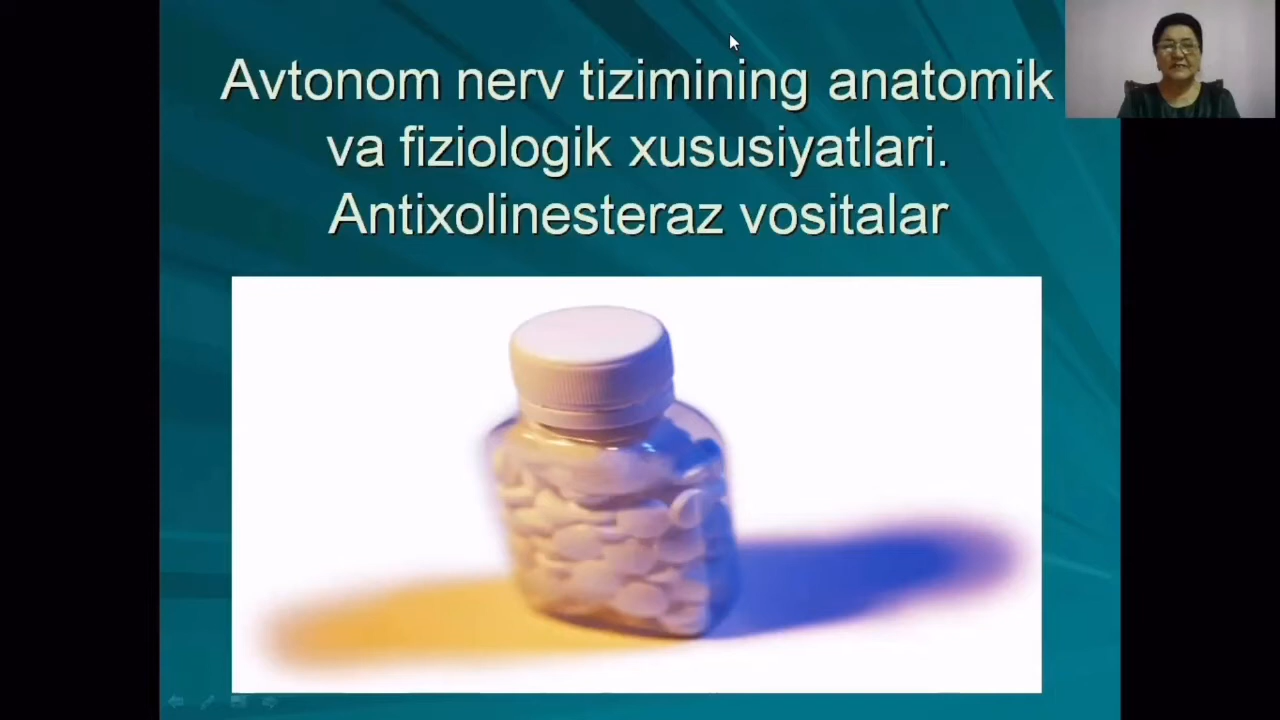 Avtonom nerv tizimining anatomik
va fiziologik xususiyatlari.
Antixolinesteraz vositalar